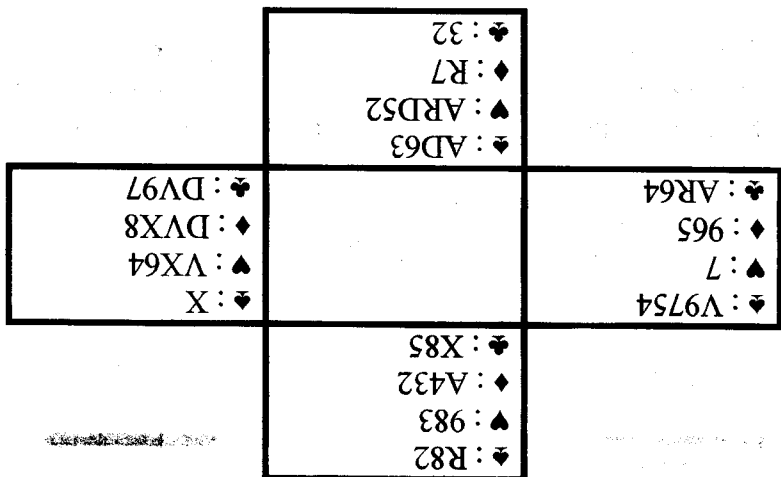 ♠ : R82
♥ : 983
♦ : A432
♣ : X85
♠ : V9754
♥ : 7
♦ : 965
♣ : AR64
♠ : X
♥ : VX64
♦ : DVX8
♣ : DV97
♠ : AD63
♥ : ARD52
♦ : R7
♣ : 32